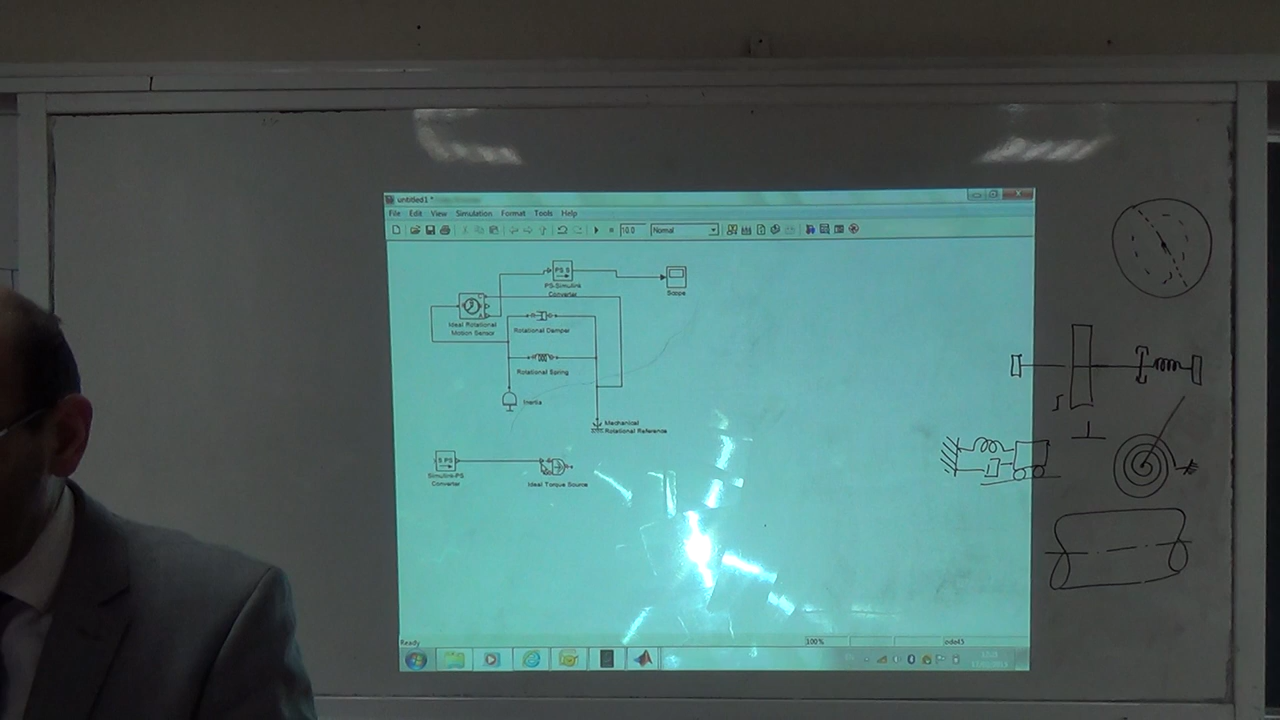 untitled1 *
File Edit View Simulation Format Tools Help
10.0 Normal
PS S
PS-Simulink
Converter
Scope
Ideal Rotational
Motion Sensor
Rotational Damper
Rotational Spring
Inertia
Mechanical
Rotational Reference
S PS
Simulink-PS
Converter
Ideal Torque Source
J
Ready 100% ode45